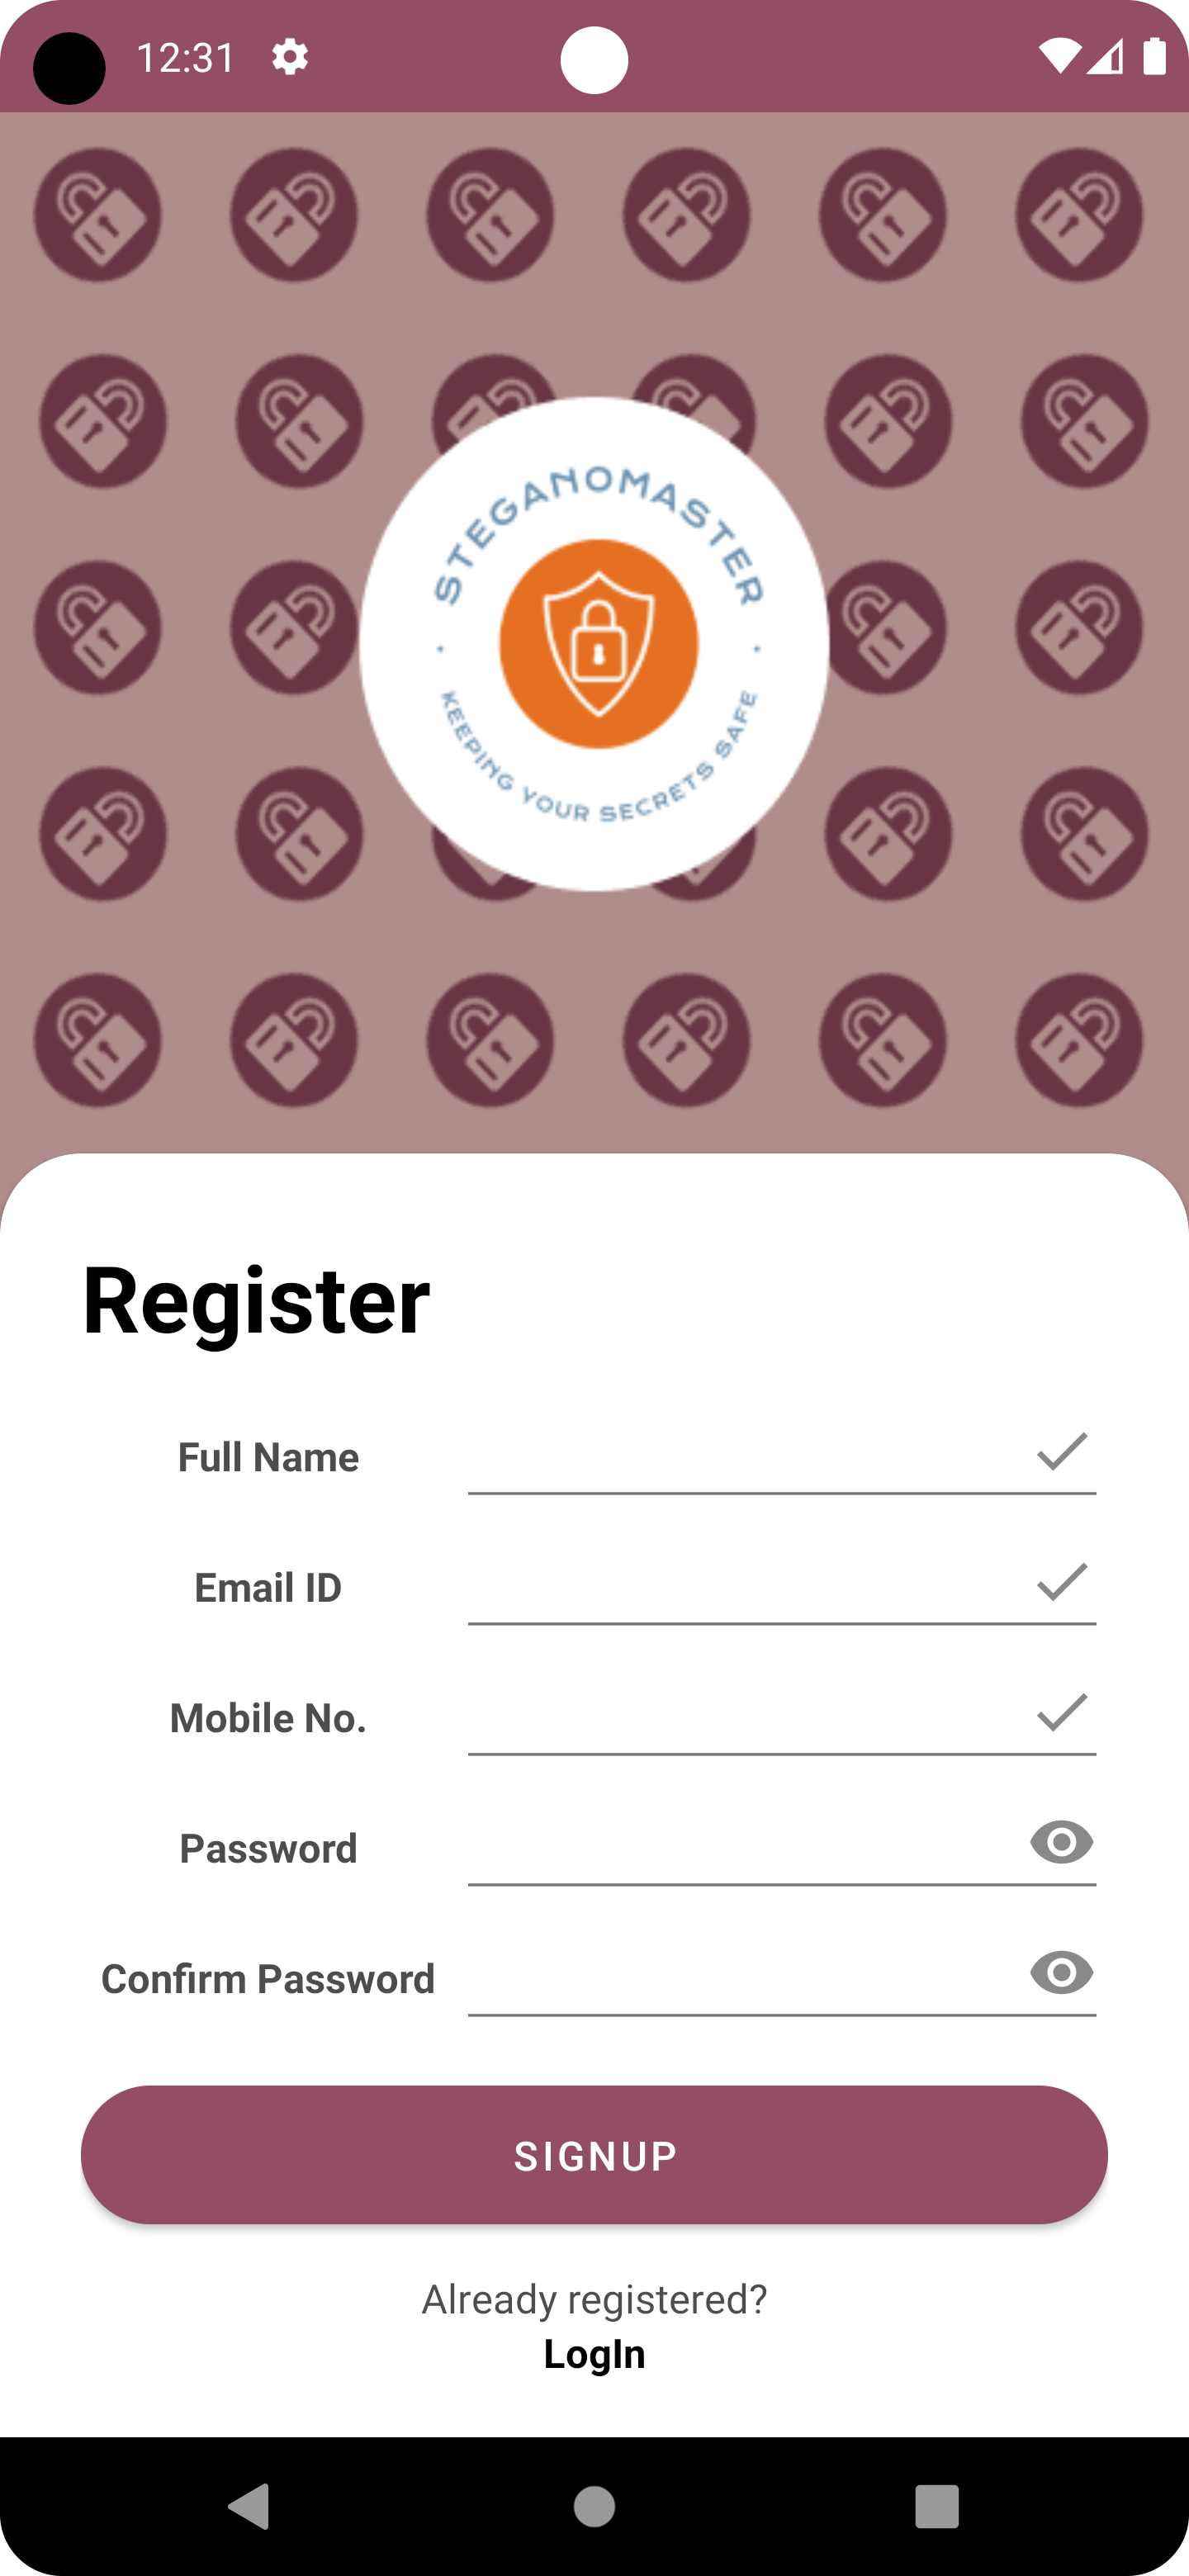 12:31
STEGANOMASTER
KEEPING YOUR SECRETS SAFE
Register
Full Name
Email ID
Mobile No.
Password
Confirm Password
SIGNUP
Already registered?
LogIn